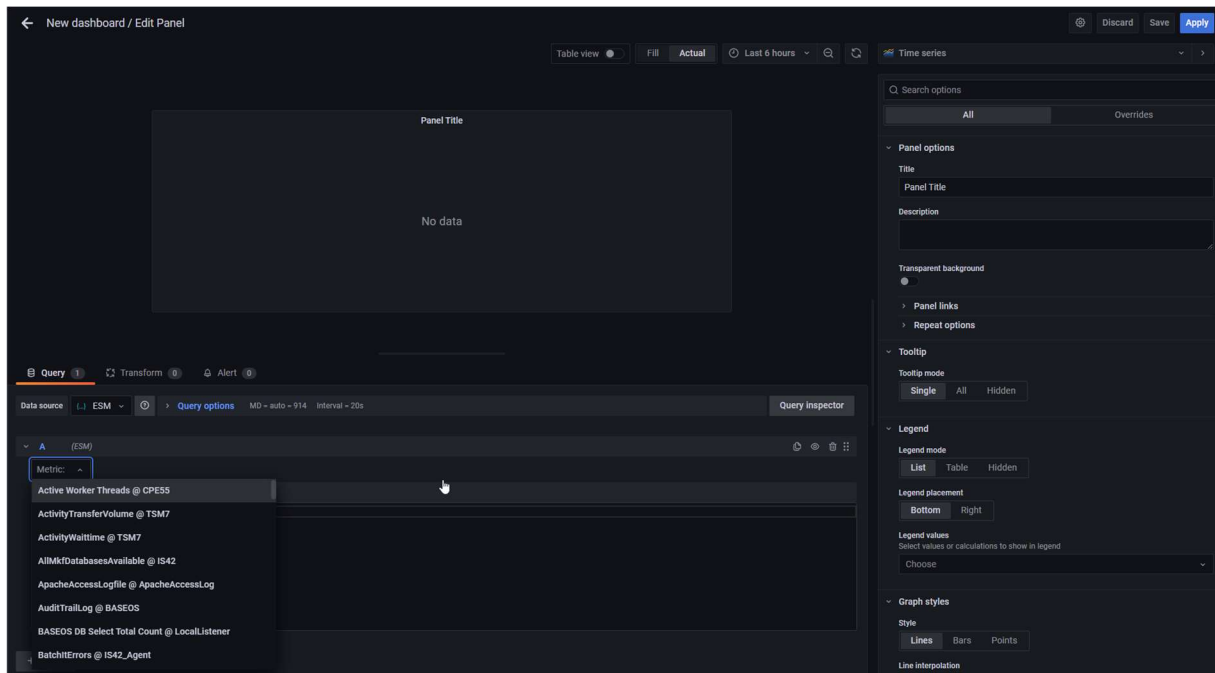 New dashboard / Edit Panel
Discard Save Apply
Table view Fill Actual Last 6 hours
Time series
Search options
All Overrides
Panel Title
No data
Panel options
Title
Panel Title
Description
Transparent background
Panel links
Repeat options
Tooltip
Tooltip mode
Single All Hidden
Legend
Legend mode
List Table Hidden
Legend placement
Bottom Right
Legend values
Select values or calculations to show in legend
Choose
Graph styles
Style
Lines Bars Points
Line interpolation
Query 1 Transform 0 Alert 0
Data source ESM Query options MD = auto = 914 Interval = 20s Query inspector
A (ESM)
Metric:
Active Worker Threads @ CPE55
ActivityTransferVolume @ TSM7
ActivityWaittime @ TSM7
AllMkfDatabasesAvailable @ IS42
ApacheAccessLogfile @ ApacheAccessLog
AuditTrailLog @ BASEOS
BASEOS DB Select Total Count @ LocalListener
BatchItErrors @ IS42_Agent